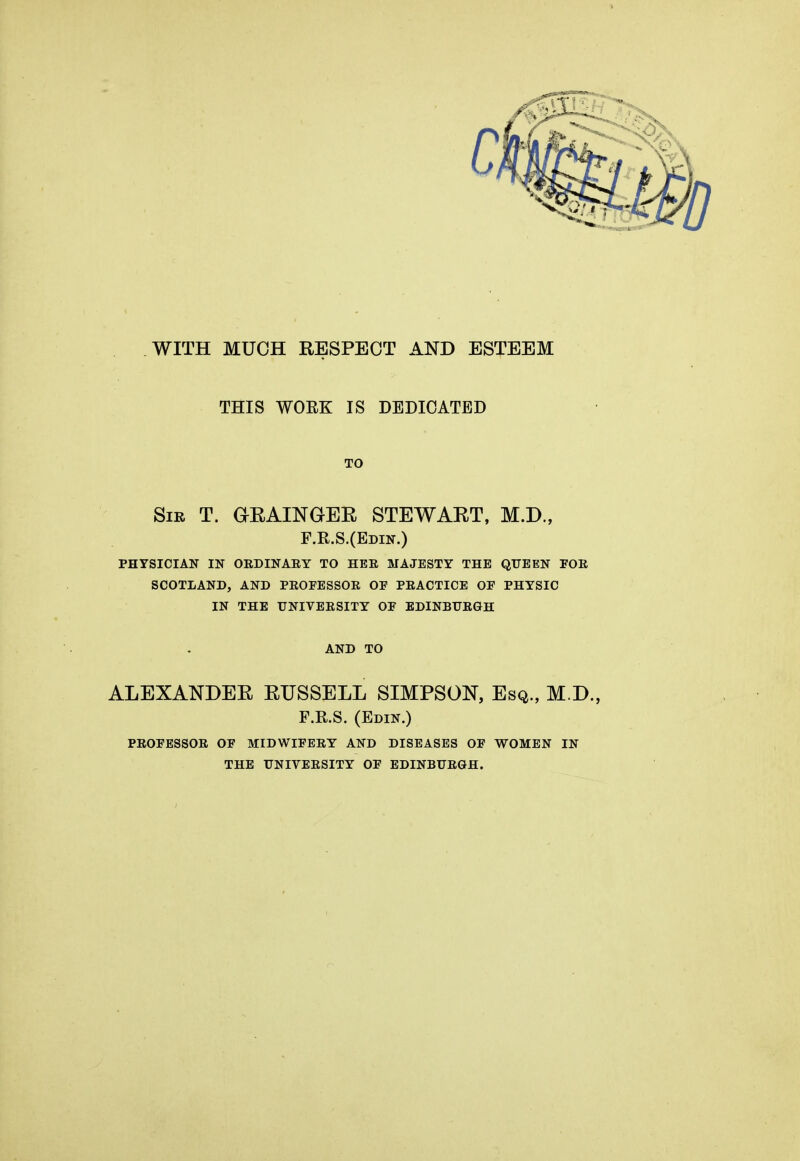 CANCELLED
WITH MUCH RESPECT AND ESTEEM
THIS WORK IS DEDICATED
TO
SIR T. GRAINGER STEWART, M.D.,
F.R.S.(EDIN.)
PHYSICIAN IN ORDINARY TO HER MAJESTY THE QUEEN FOR
SCOTLAND, AND PROFESSOR OF PRACTICE OF PHYSIC
IN THE UNIVERSITY OF EDINBURGH
AND TO
ALEXANDER RUSSELL SIMPSON, ESQ., M.D.,
F.R.S. (EDIN.)
PROFESSOR OF MIDWIFERY AND DISEASES OF WOMEN IN
THE UNIVERSITY OF EDINBURGH.